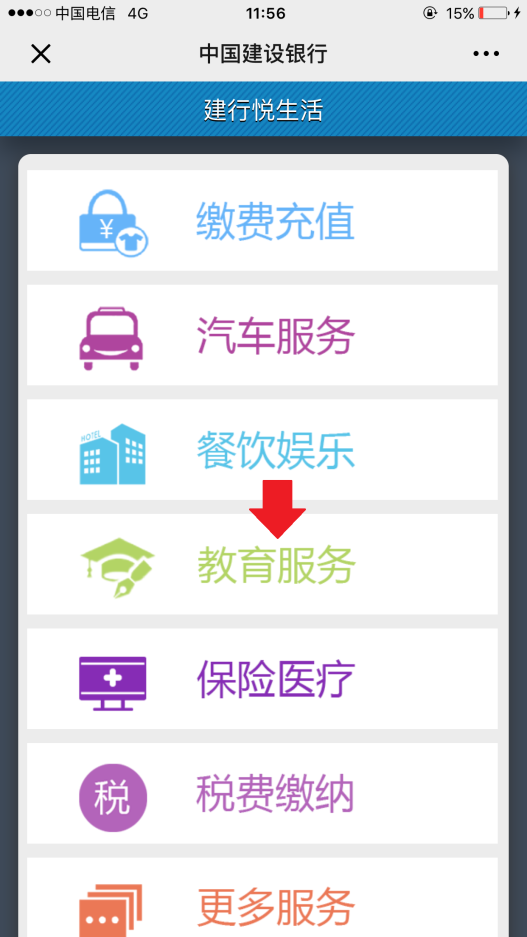 中国电信 4G 11:56 15%
中国建设银行
建行悦生活
¥ 缴费充值
汽车服务
HOTEL 餐饮娱乐
教育服务
保险医疗
税 税费缴纳
更多服务